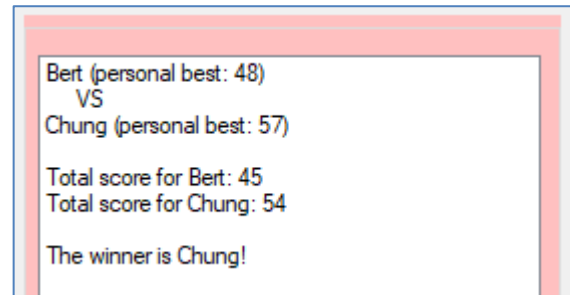 Bert (personal best: 48)
VS
Chung (personal best: 57)
Total score for Bert: 45
Total score for Chung: 54
The winner is Chung!